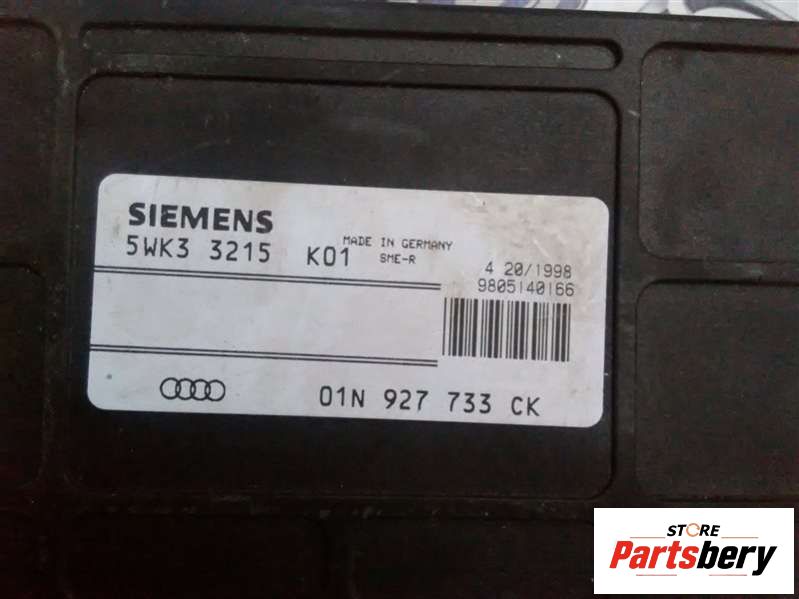 SIEMENS
5WK3 3215 K01 MADE IN GERMANY
SME-R
4 20/1998
9805140166
01N 927 733 CK
STORE
Partsbery